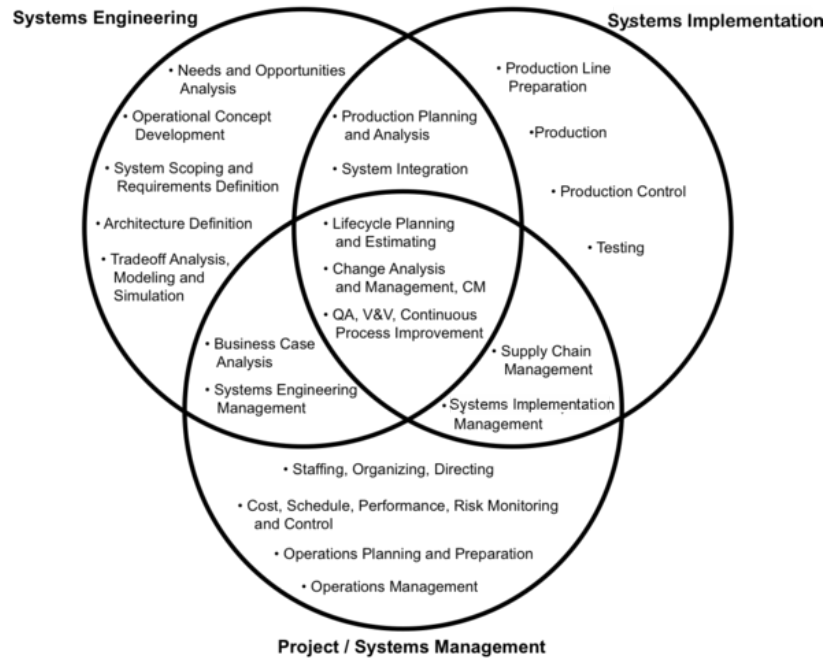 Systems Engineering
Systems Implementation
• Needs and Opportunities
Analysis
• Operational Concept
Development
• System Scoping and
Requirements Definition
• Architecture Definition
• Tradeoff Analysis,
Modeling and
Simulation
• Production Planning
and Analysis
• System Integration
• Production Line
Preparation
•Production
• Production Control
• Testing
• Lifecycle Planning
and Estimating
• Change Analysis
and Management, CM
• QA, V&V, Continuous
Process Improvement
• Business Case
Analysis
• Systems Engineering
Management
• Supply Chain
Management
• Systems Implementation
Management
• Staffing, Organizing, Directing
• Cost, Schedule, Performance, Risk Monitoring
and Control
• Operations Planning and Preparation
• Operations Management
Project / Systems Management